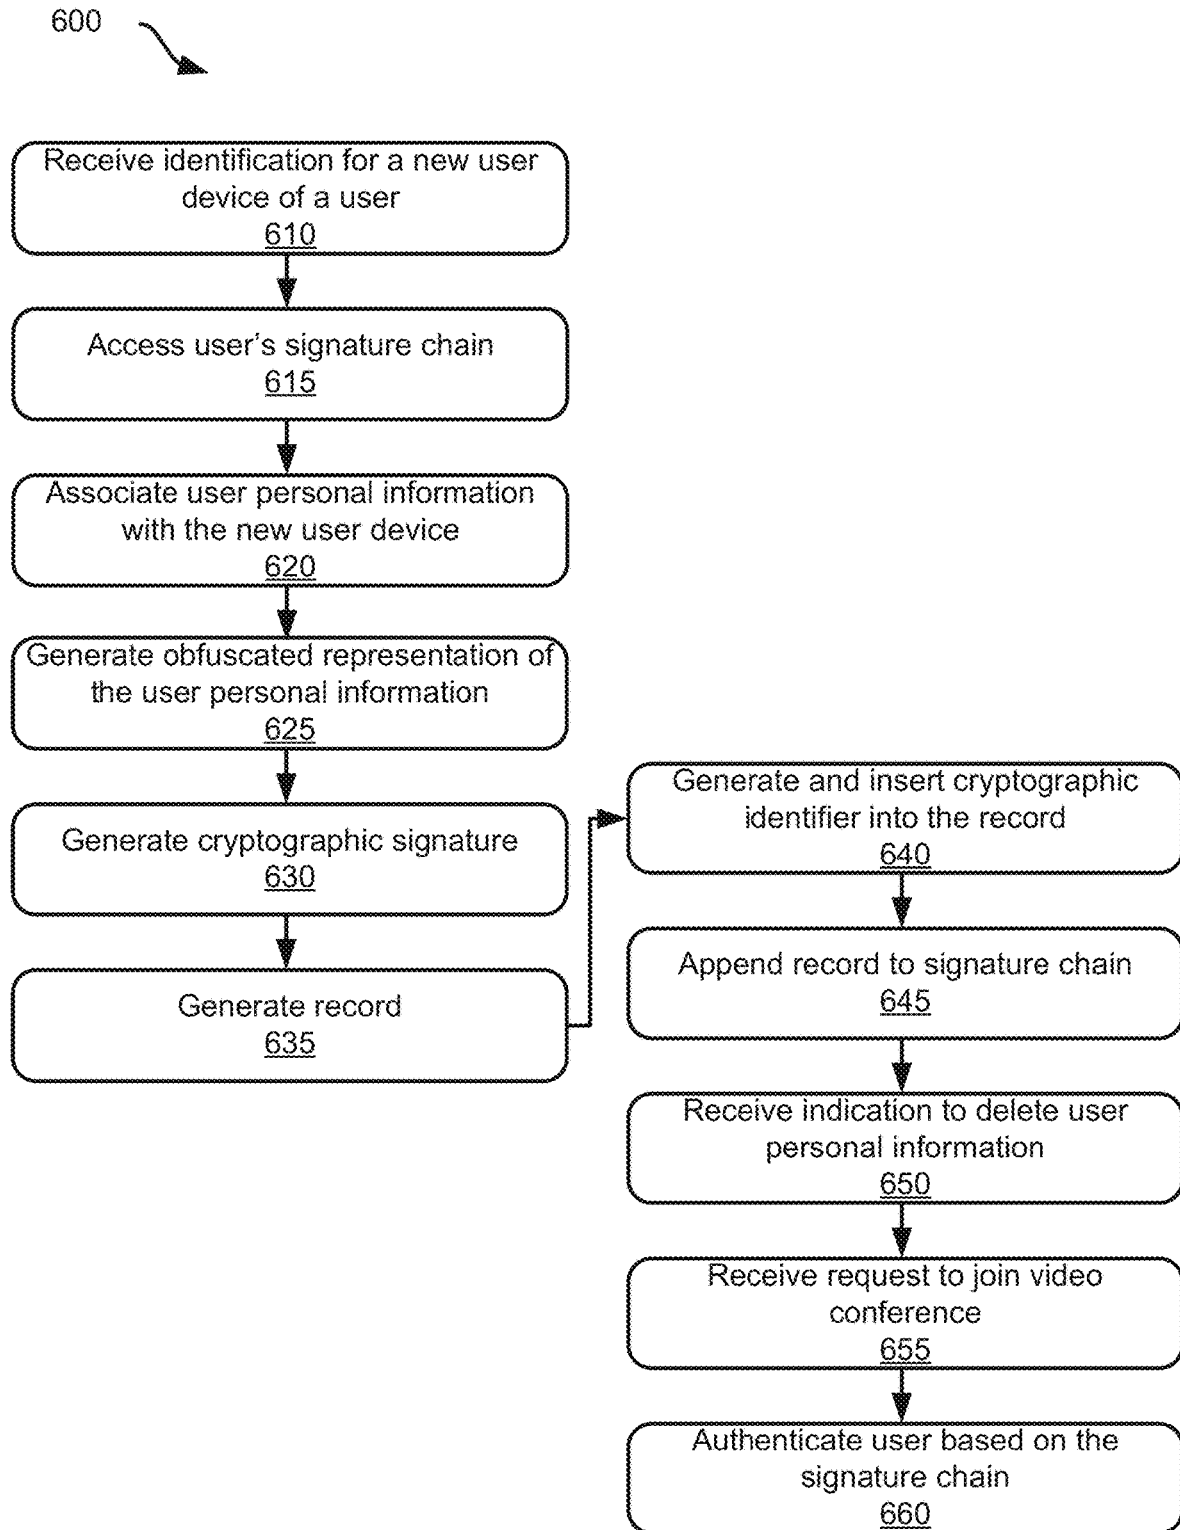 600
Receive identification for a new user
device of a user
610
Access user's signature chain
615
Associate user personal information
with the new user device
620
Generate obfuscated representation of
the user personal information
625
Generate cryptographic signature
630
Generate record
635
Generate and insert cryptographic
identifier into the record
640
Append record to signature chain
645
Receive indication to delete user
personal information
650
Receive request to join video
conference
655
Authenticate user based on the
signature chain
660